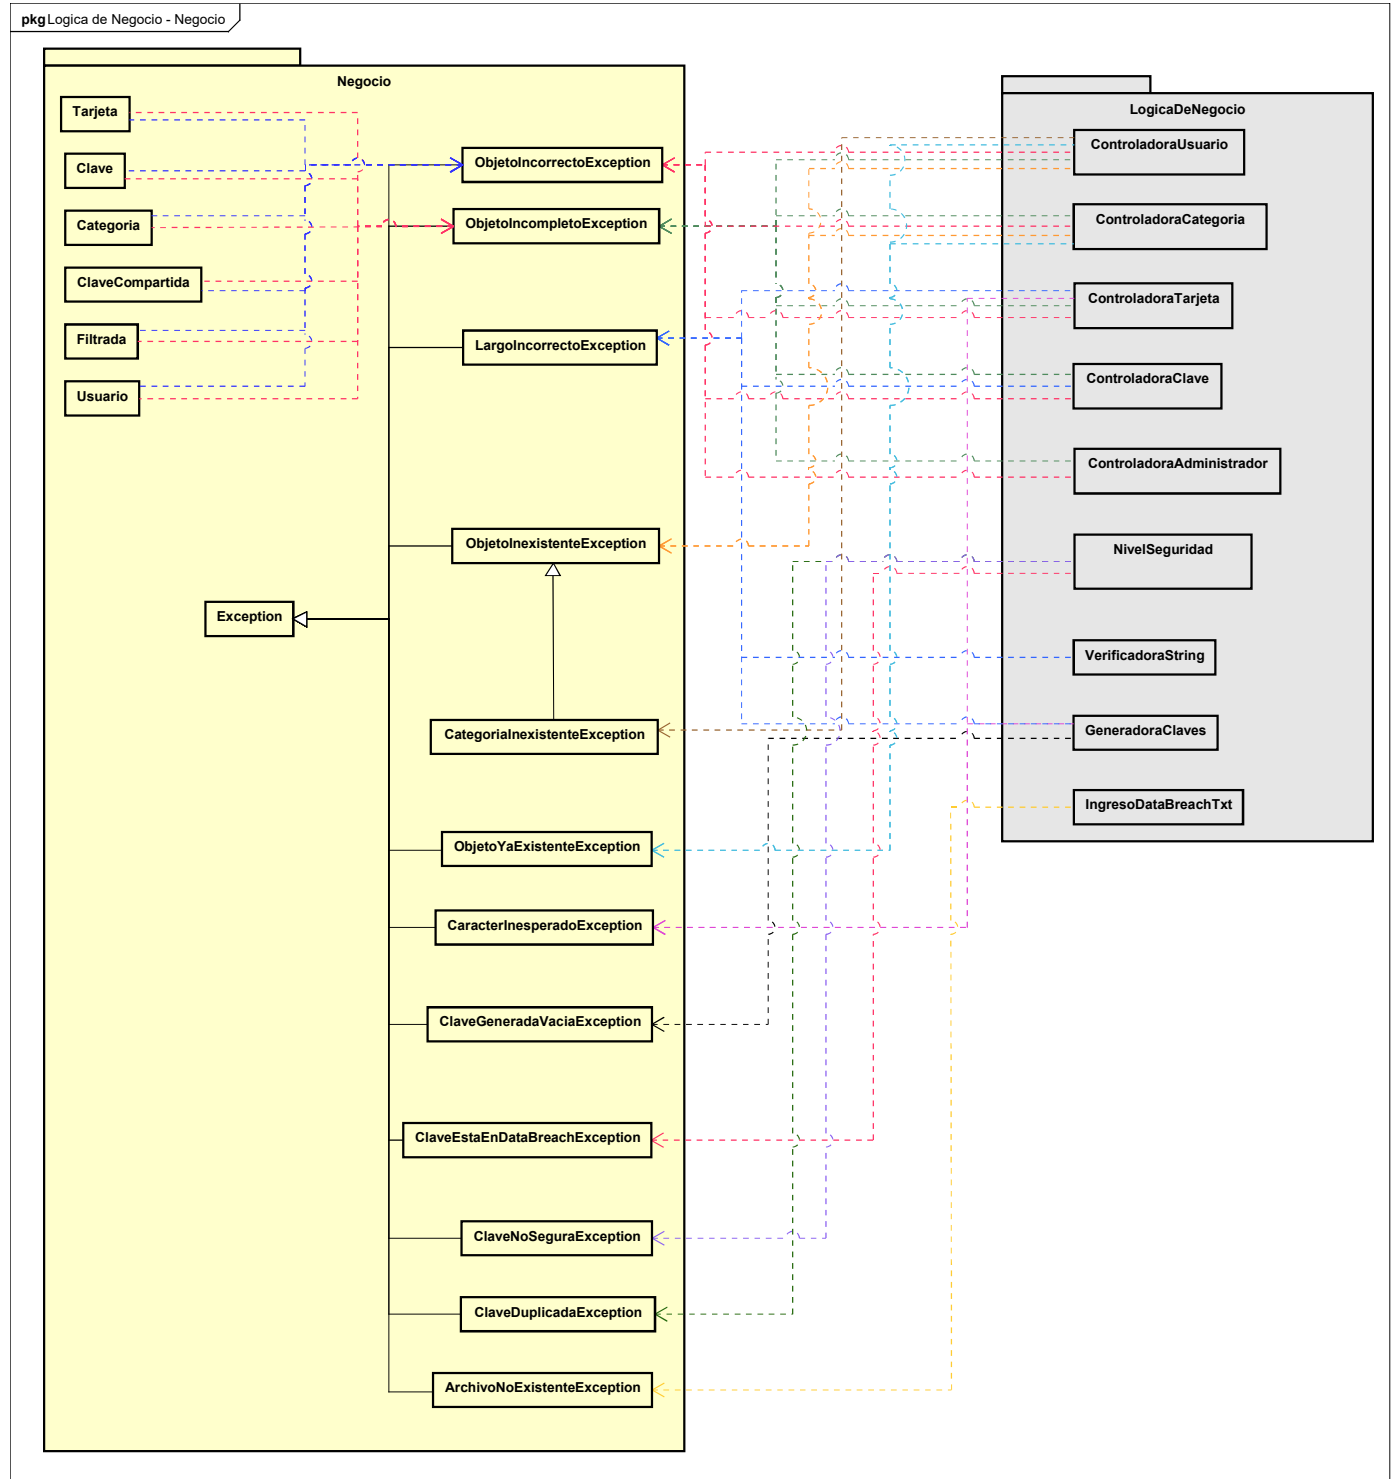 pkg Logica de Negocio - Negocio
Negocio
Tarjeta
Clave
Categoria
ClaveCompartida
Filtrada
Usuario
Exception
ObjetoIncorrectoException
ObjetoIncompletoException
LargoIncorrectoException
ObjetoInexistenteException
CategoriaInexistenteException
ObjetoYaExistenteException
CaracterInesperadoException
ClaveGeneradaVaciaException
ClaveEstaEnDataBreachException
ClaveNoSeguraException
ClaveDuplicadaException
ArchivoNoExistenteException
LogicaDeNegocio
ControladoraUsuario
ControladoraCategoria
ControladoraTarjeta
ControladoraClave
ControladoraAdministrador
NivelSeguridad
VerificadoraString
GeneradoraClaves
IngresoDataBreachTxt